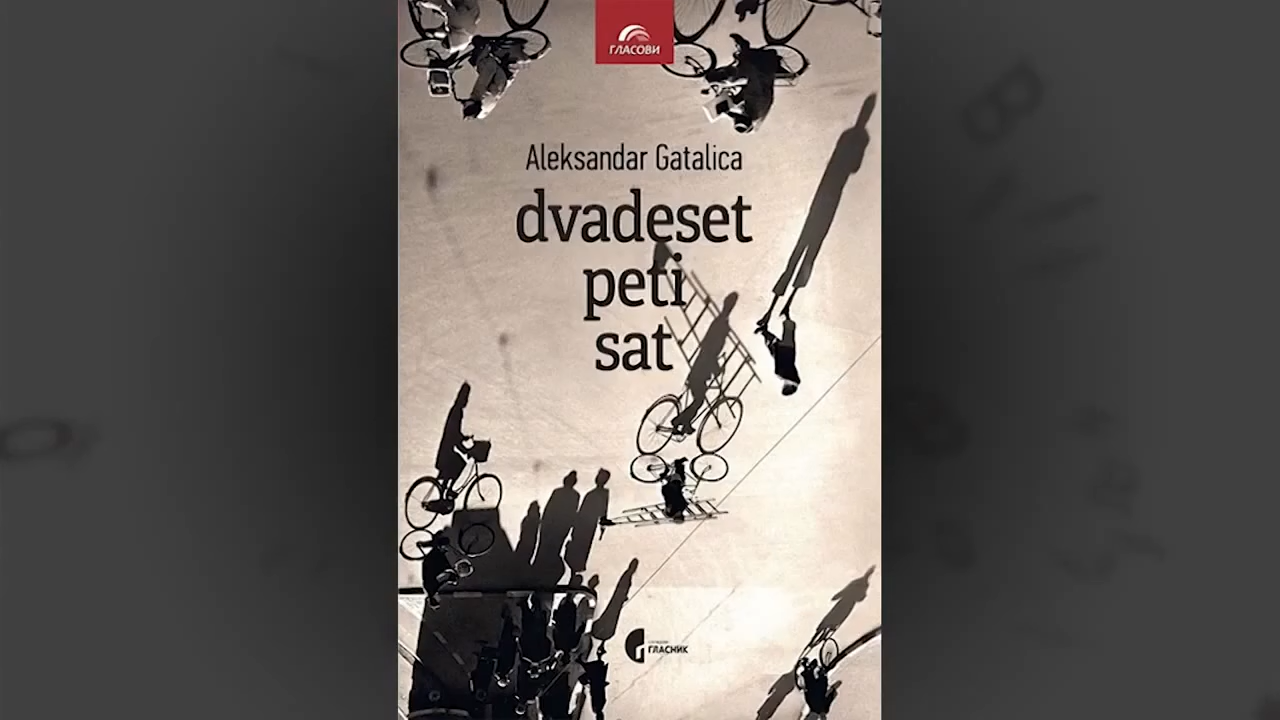 ГЛАСОВИ
Aleksandar Gatalica
dvadeset
peti
sat
ГЛАСНИК